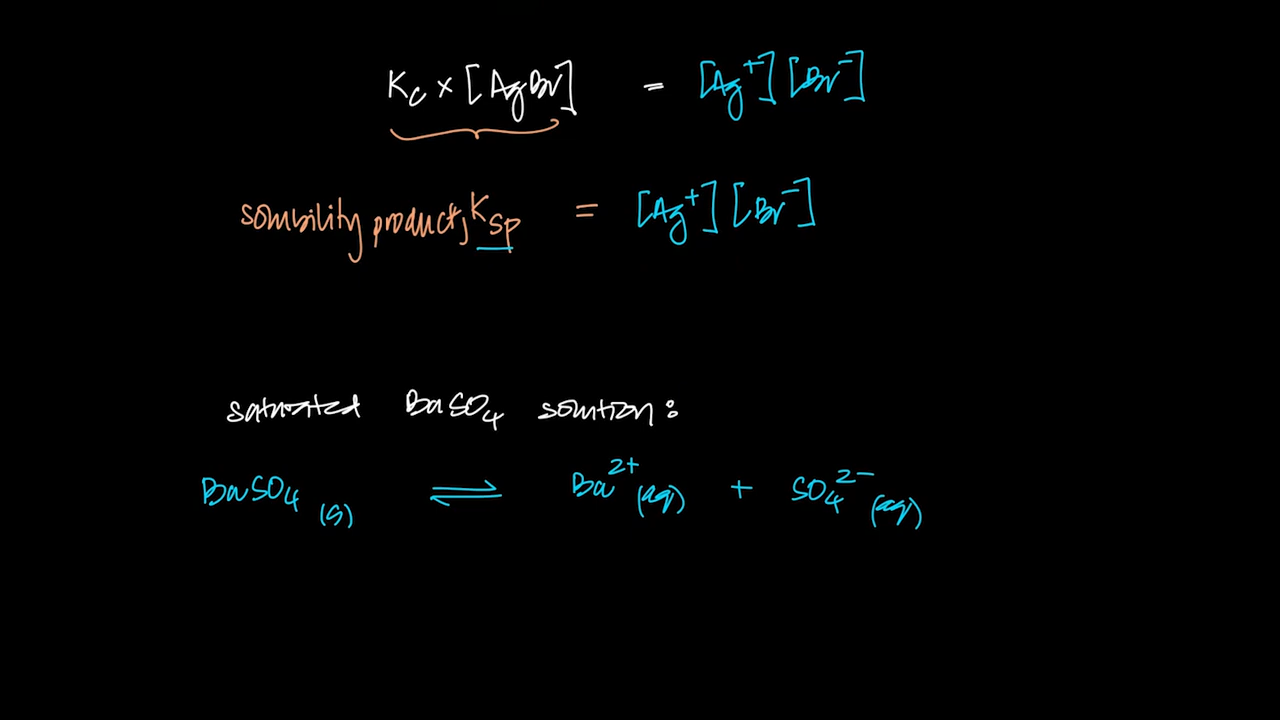 Kc × [AgBr] = [Ag⁺][Br⁻]
solubility product, Ksp = [Ag⁺][Br⁻]
saturated BaSO₄ solution:
BaSO₄ (s) ⇌ Ba²⁺ (aq) + SO₄²⁻ (aq)